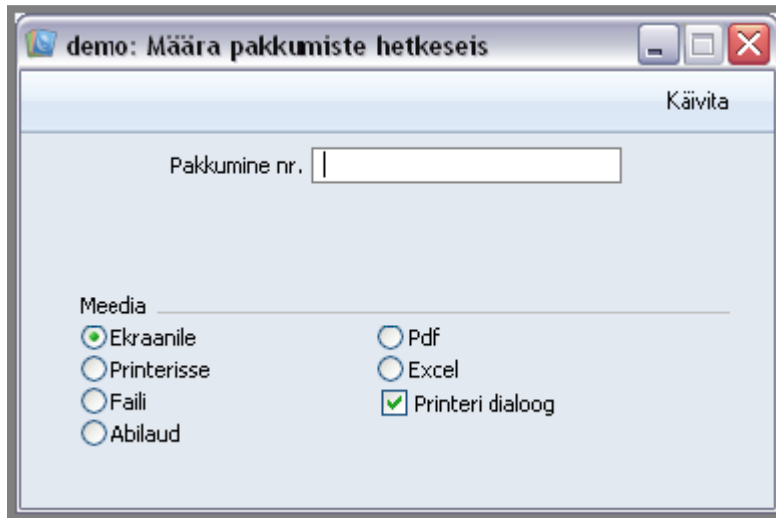 demo: Määra pakkumiste hetkeseis
Käivita
Pakkumine nr.
Meedia
Ekraanile
Pdf
Printerisse
Excel
Faili
Printeri dialoog
Abilaud